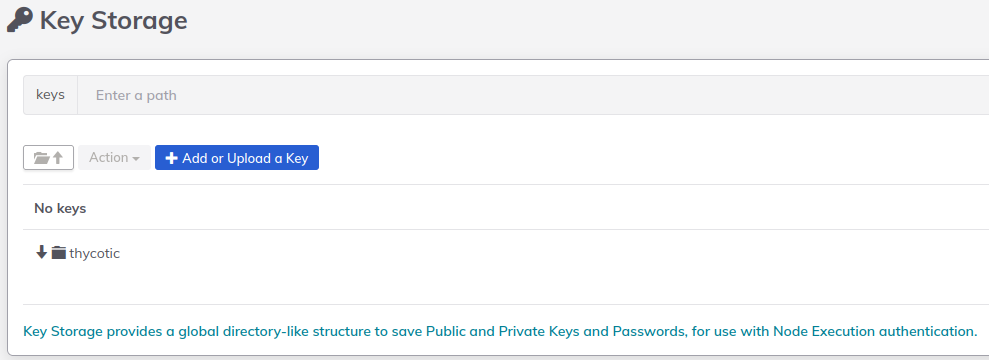 Key Storage
keys Enter a path
Action Add or Upload a Key
No keys
thycotic
Key Storage provides a global directory-like structure to save Public and Private Keys and Passwords, for use with Node Execution authentication.